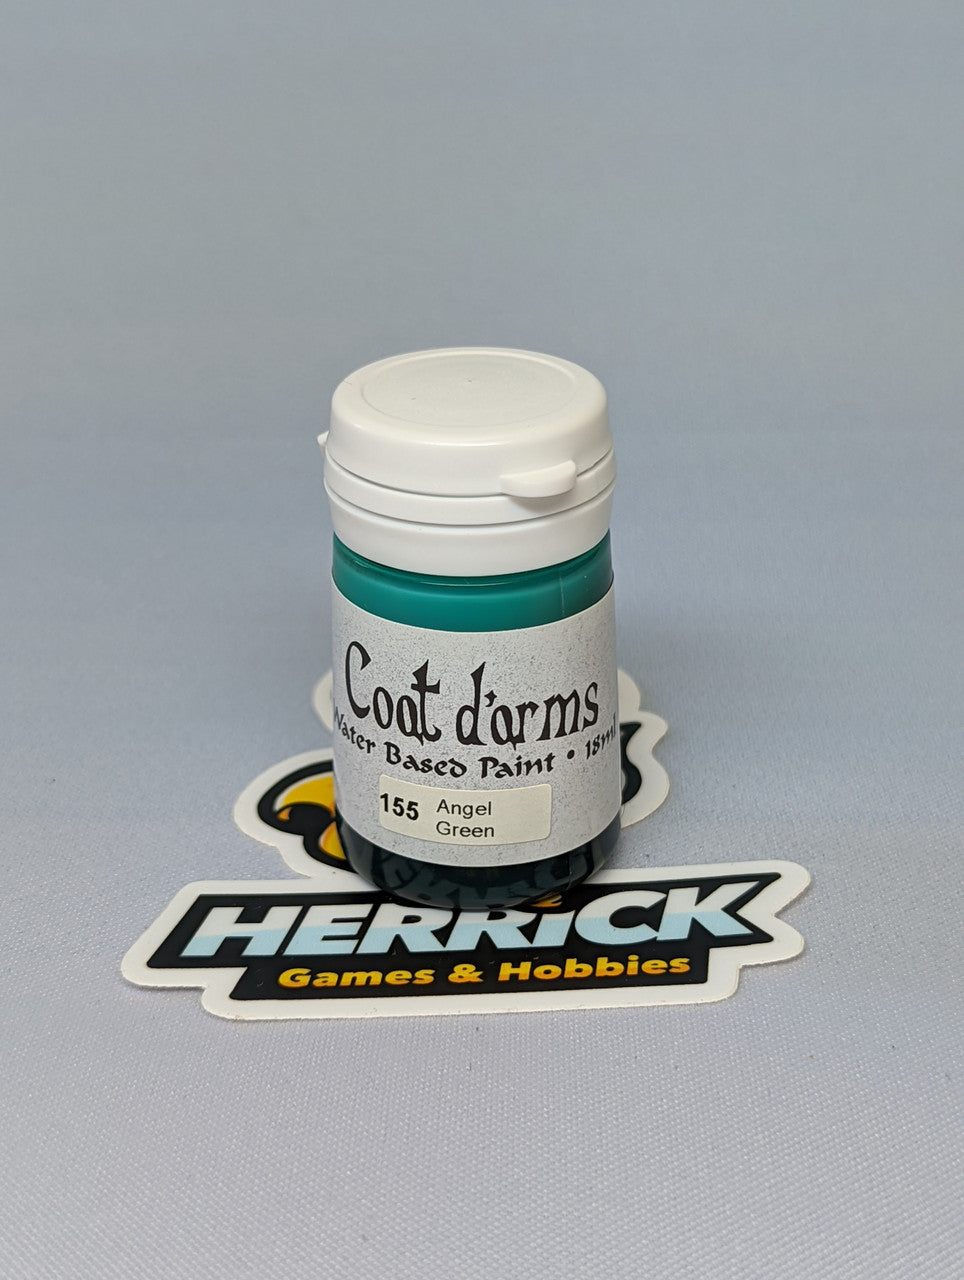 Coat d'arms
Water Based Paint • 18ml
155 Angel
Green
HERRiCK
Games & Hobbies